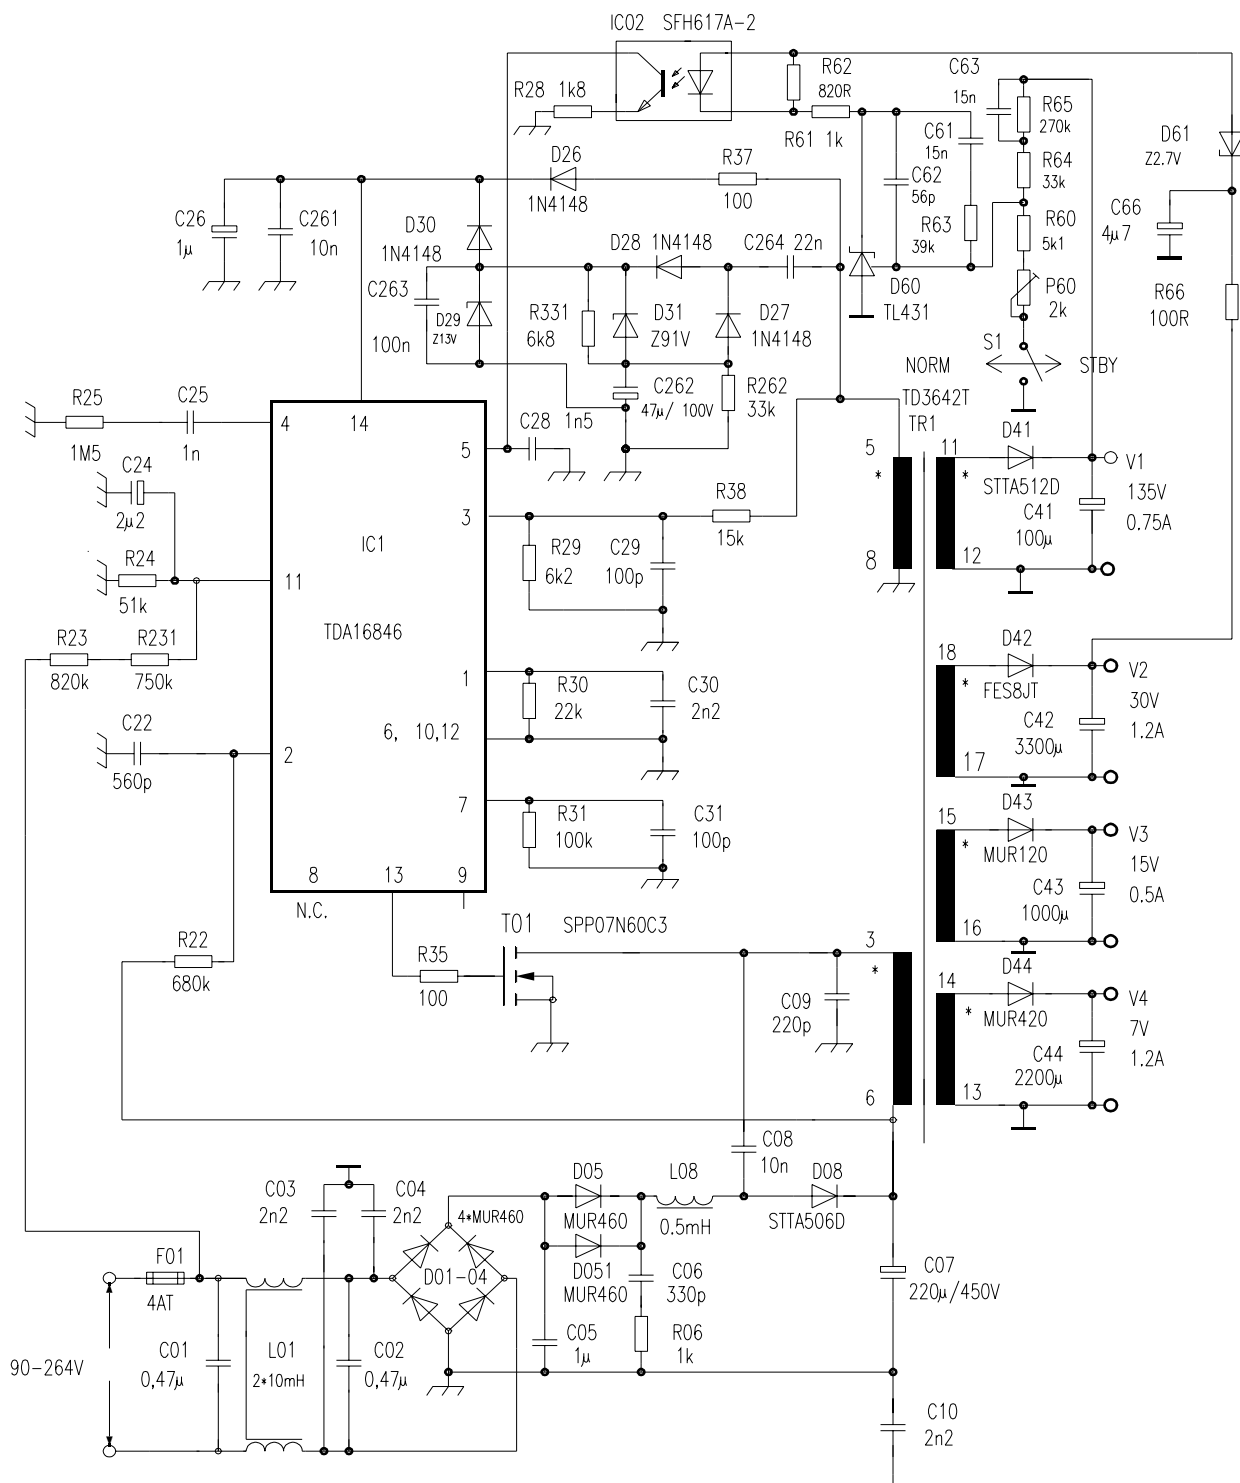 IC02 SFH617A-2
R28 1k8
R62
820R
C63
15n
R65
270k
R61 1k
C61
15n
D61
Z2.7V
D26
1N4148
R37
100
C62
56p
R64
33k
C26
1µ
C261
10n
D30
1N4148
D28 1N4148
C264 22n
R63
39k
R60
5k1
C66
4µ7
C263
100n
D29
Z13V
R331
6k8
D31
Z91V
D27
1N4148
D60
TL431
P60
2k
R66
100R
S1
NORM
STBY
R25
1M5
C25
1n
4
14
1n5
C262
47µ/ 100V
R262
33k
TD3642T
TR1
C24
2µ2
5
C28
5
*
8
11
*
12
D41
STTA512D
C41
100µ
V1
135V
0.75A
3
R38
15k
IC1
R29
6k2
C29
100p
R24
51k
11
TDA16846
R23
820k
R231
750k
1
R30
22k
C30
2n2
18
*
17
D42
FES8JT
C42
3300µ
V2
30V
1.2A
C22
560p
2
6, 10,12
7
R31
100k
C31
100p
15
*
16
D43
MUR120
C43
1000µ
V3
15V
0.5A
8
13
9
N.C.
T01
SPP07N60C3
R22
680k
R35
100
3
*
6
C09
220p
14
*
13
D44
MUR420
C44
2200µ
V4
7V
1.2A
C08
10n
C03
2n2
C04
2n2
4*MUR460
D05
MUR460
L08
0.5mH
D08
STTA506D
F01
4AT
D01-04
D051
MUR460
C06
330p
C07
220µ/450V
90-264V
C01
0,47µ
L01
2*10mH
C02
0,47µ
C05
1µ
R06
1k
C10
2n2